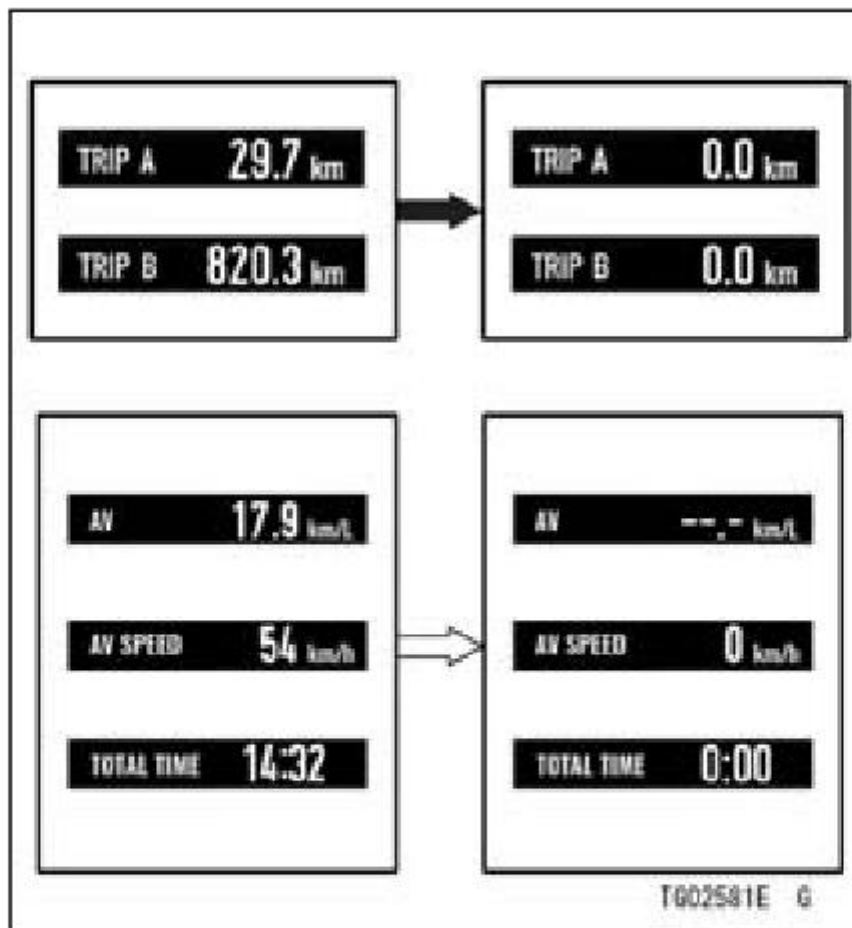 TRIP A 29.7 km
TRIP A 0.0 km
TRIP B 820.3 km
TRIP B 0.0 km
AV 17.9 km/L
AV --.- km/L
AV SPEED 54 km/h
AV SPEED 0 km/h
TOTAL TIME 14:32
TOTAL TIME 0:00
TG02581E G